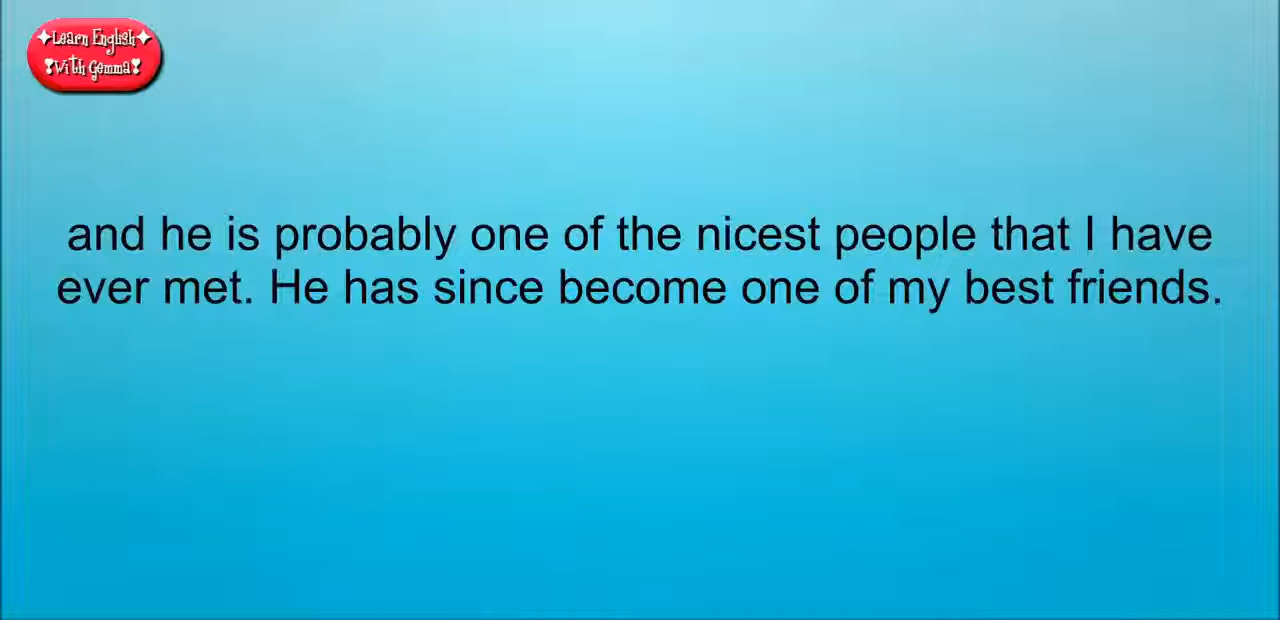 ✦Learn English✦
❣With Gemma❣
and he is probably one of the nicest people that I have
ever met. He has since become one of my best friends.